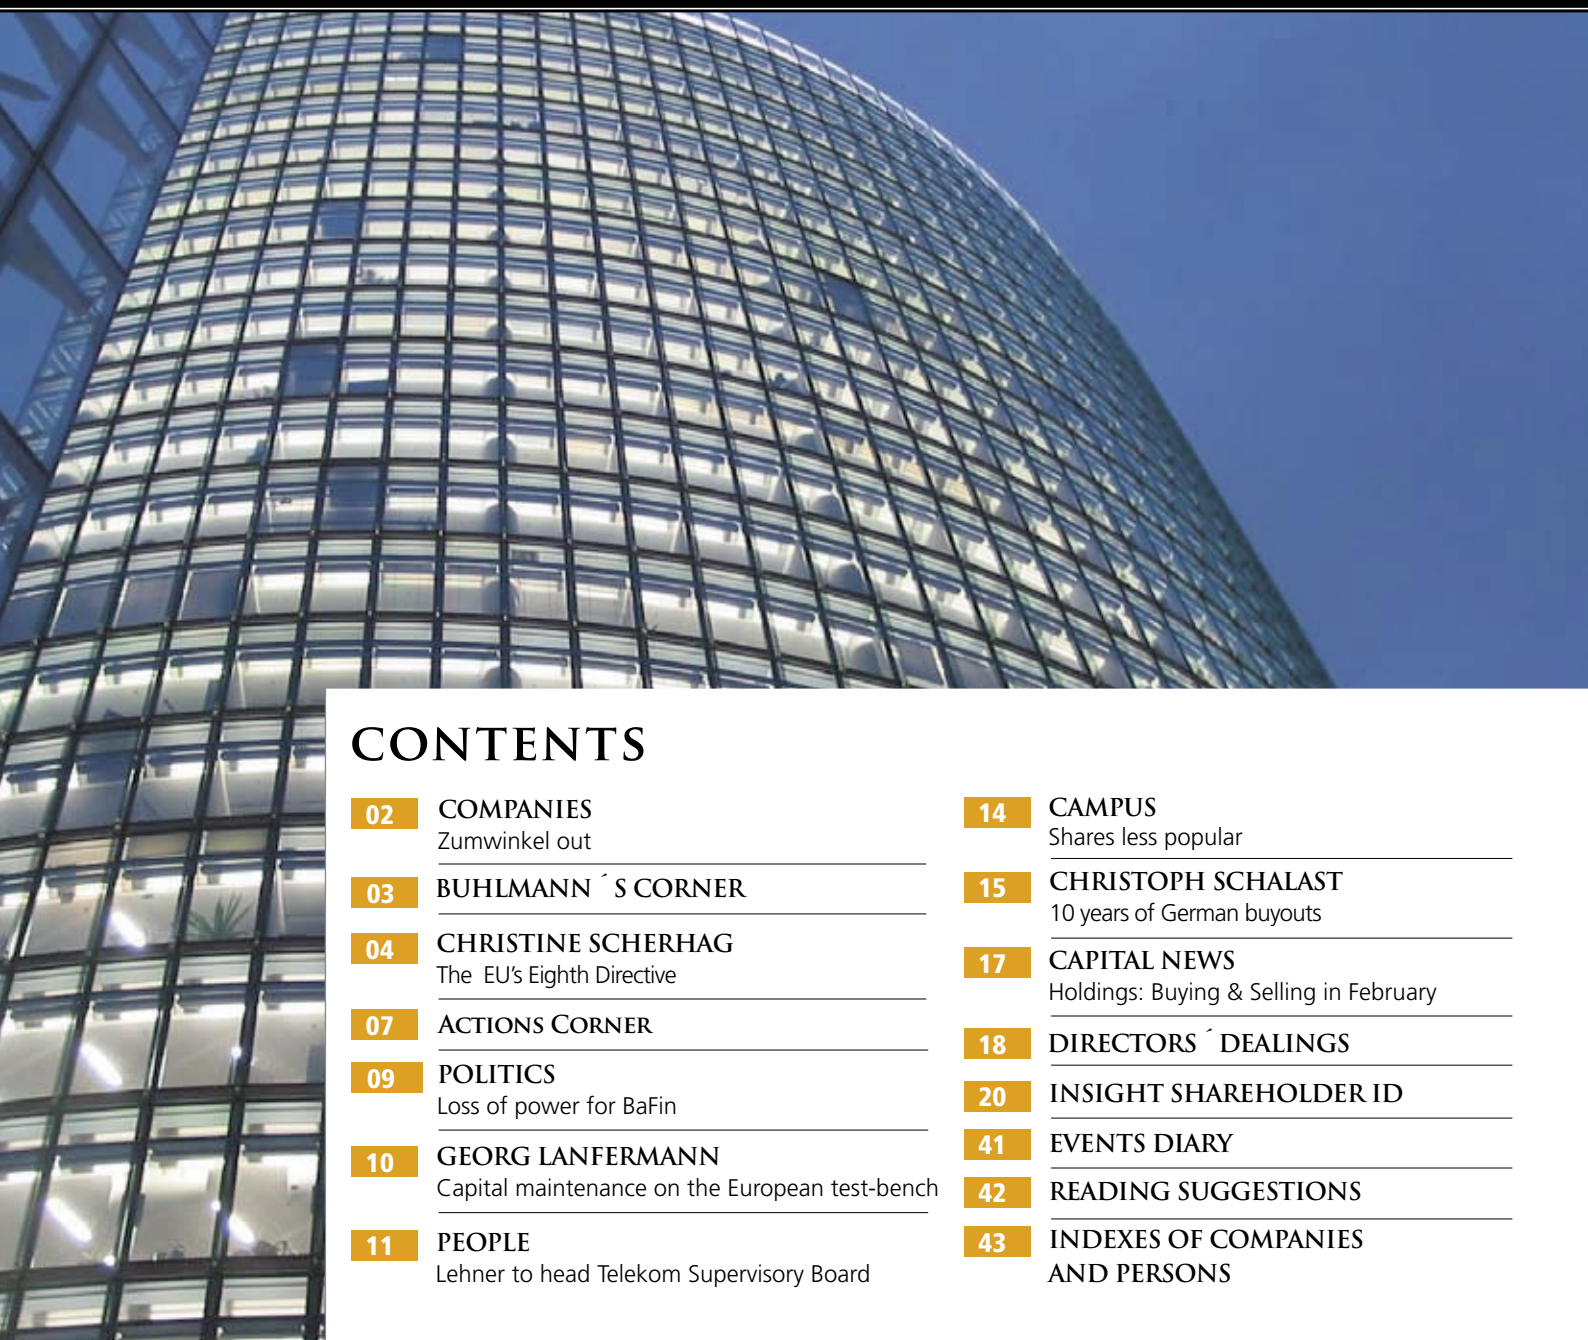 CONTENTS
02 COMPANIES
Zumwinkel out
03 BUHLMANN´S CORNER
04 CHRISTINE SCHERHAG
The EU’s Eighth Directive
07 ACTIONS CORNER
09 POLITICS
Loss of power for BaFin
10 GEORG LANFERMANN
Capital maintenance on the European test-bench
11 PEOPLE
Lehner to head Telekom Supervisory Board
14 CAMPUS
Shares less popular
15 CHRISTOPH SCHALAST
10 years of German buyouts
17 CAPITAL NEWS
Holdings: Buying & Selling in February
18 DIRECTORS´DEALINGS
20 INSIGHT SHAREHOLDER ID
41 EVENTS DIARY
42 READING SUGGESTIONS
43 INDEXES OF COMPANIES
AND PERSONS